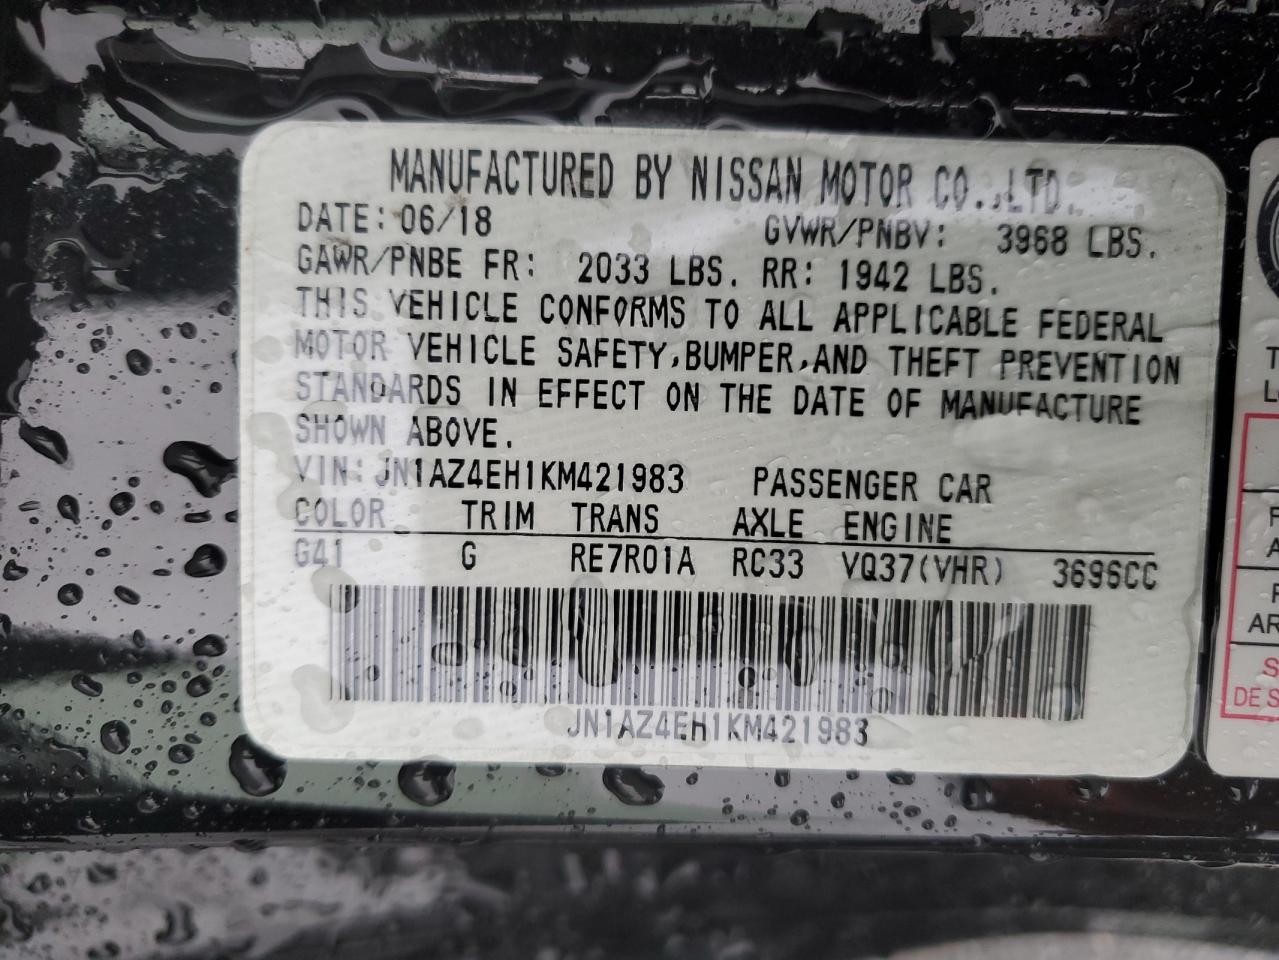 MANUFACTURED BY NISSAN MOTOR CO.,LTD.
DATE: 06/18 GVWR/PNBV: 3968 LBS.
GAWR/PNBE FR: 2033 LBS. RR: 1942 LBS.
THIS VEHICLE CONFORMS TO ALL APPLICABLE FEDERAL
MOTOR VEHICLE SAFETY,BUMPER,AND THEFT PREVENTION
STANDARDS IN EFFECT ON THE DATE OF MANUFACTURE
SHOWN ABOVE.
VIN: JN1AZ4EH1KM421983 PASSENGER CAR
COLOR TRIM TRANS AXLE ENGINE
G41 G RE7R01A RC33 VQ37(VHR) 3696CC
JN1AZ4EH1KM421983